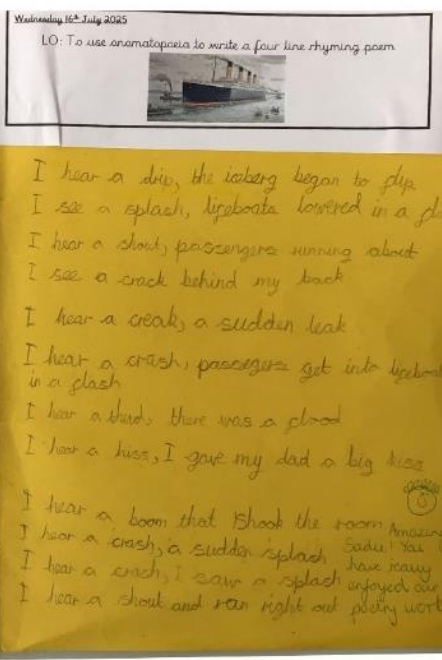 Wednesday 16th July 2025
LO: To use onomatopoeia to write a four line rhyming poem
I hear a drip, the iceberg began to
I see a splash, lifeboats lowered in a
I hear a shout, passengers running about
I see a crack behind my back
I hear a creak, a sudden leak
I hear a crash, passegers get into lifeboat
in a flash
I hear a there was a flood
I hear a hiss, I gave my dad a big kiss
I hear a boom that shook the room
I hear a crash, a sudden splash
I hear a crash, I saw a splash
I hear a shout and ran right out
Amazing
Sadie! You
have really
enjoyed our
poetry work